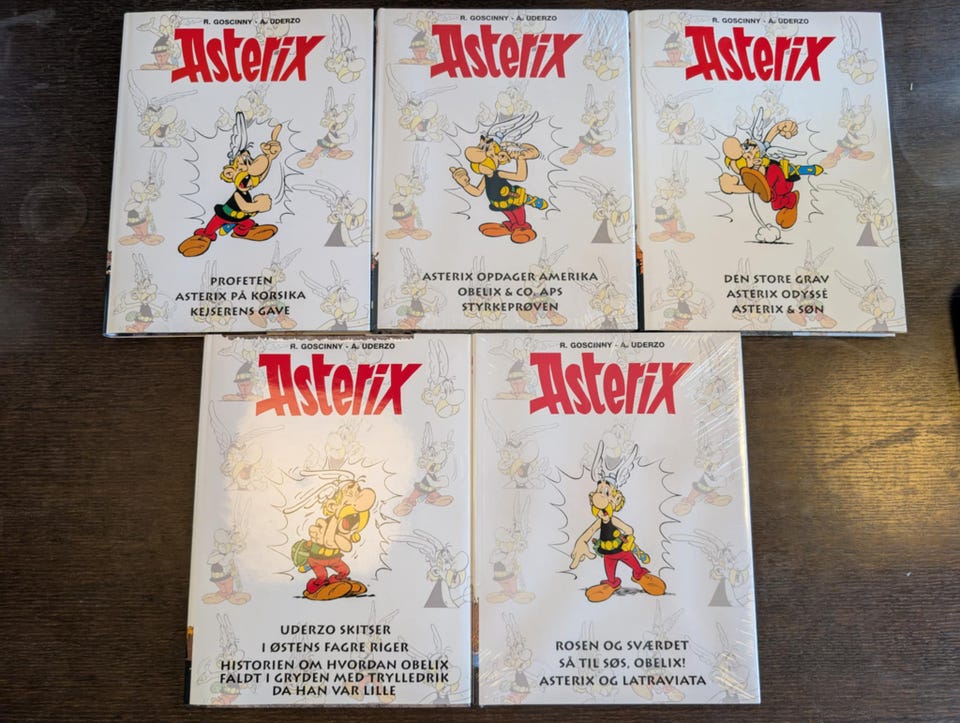 R. GOSCINNY - A. UDERZO
Asterix
PROFETEN
ASTERIX PÅ KORSIKA
KEJSERENS GAVE
R. GOSCINNY - A. UDERZO
Asterix
ASTERIX OPDAGER AMERIKA
OBELIX & CO. APS
STYRKEPRØVEN
R. GOSCINNY - A. UDERZO
Asterix
DEN STORE GRAV
ASTERIX ODYSSÈ
ASTERIX & SØN
R. GOSCINNY - A. UDERZO
Asterix
UDERZO SKITSER
I ØSTENS FAGRE RIGER
HISTORIEN OM HVORDAN OBELIX
FALDT I GRYDEN MED TRYLLEDRIK
DA HAN VAR LILLE
R. GOSCINNY - A. UDERZO
Asterix
ROSEN OG SVÆRDET
SÅ TIL SØS, OBELIX!
ASTERIX OG LATRAVIATA